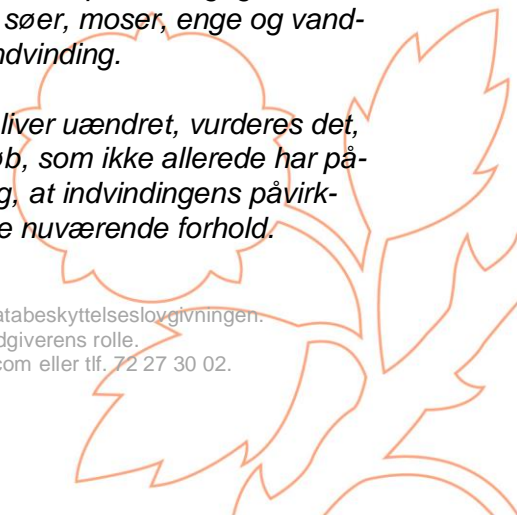 søer, moser, enge og vand-
ndvinding.
liver uændret, vurderes det,
øb, som ikke allerede har på-
g, at indvindingens påvirk-
e nuværende forhold.
atabeskyttelseslovgivningen.
dgiverens rolle.
com eller tlf. 72 27 30 02.